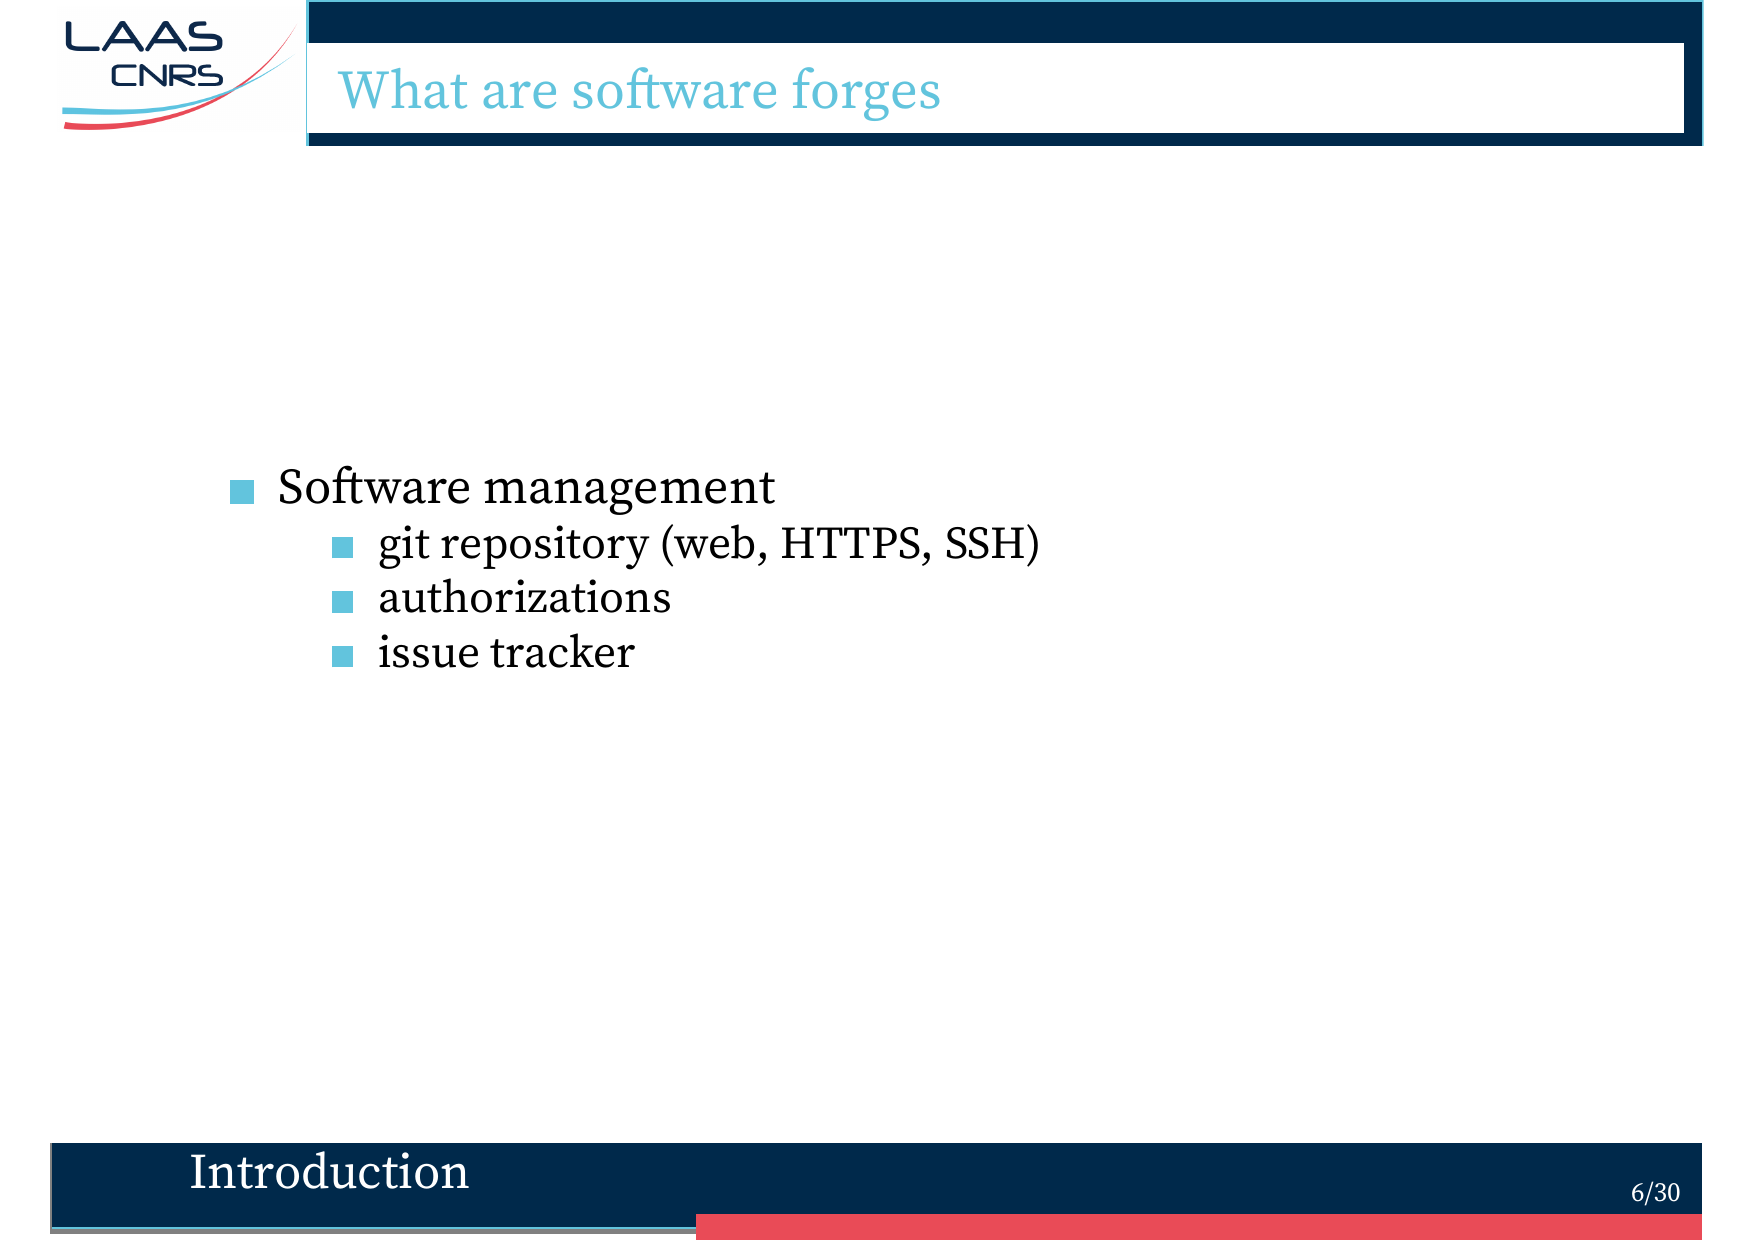 LAAS
CNRS
What are software forges
Software management
git repository (web, HTTPS, SSH)
authorizations
issue tracker
Introduction
6/30